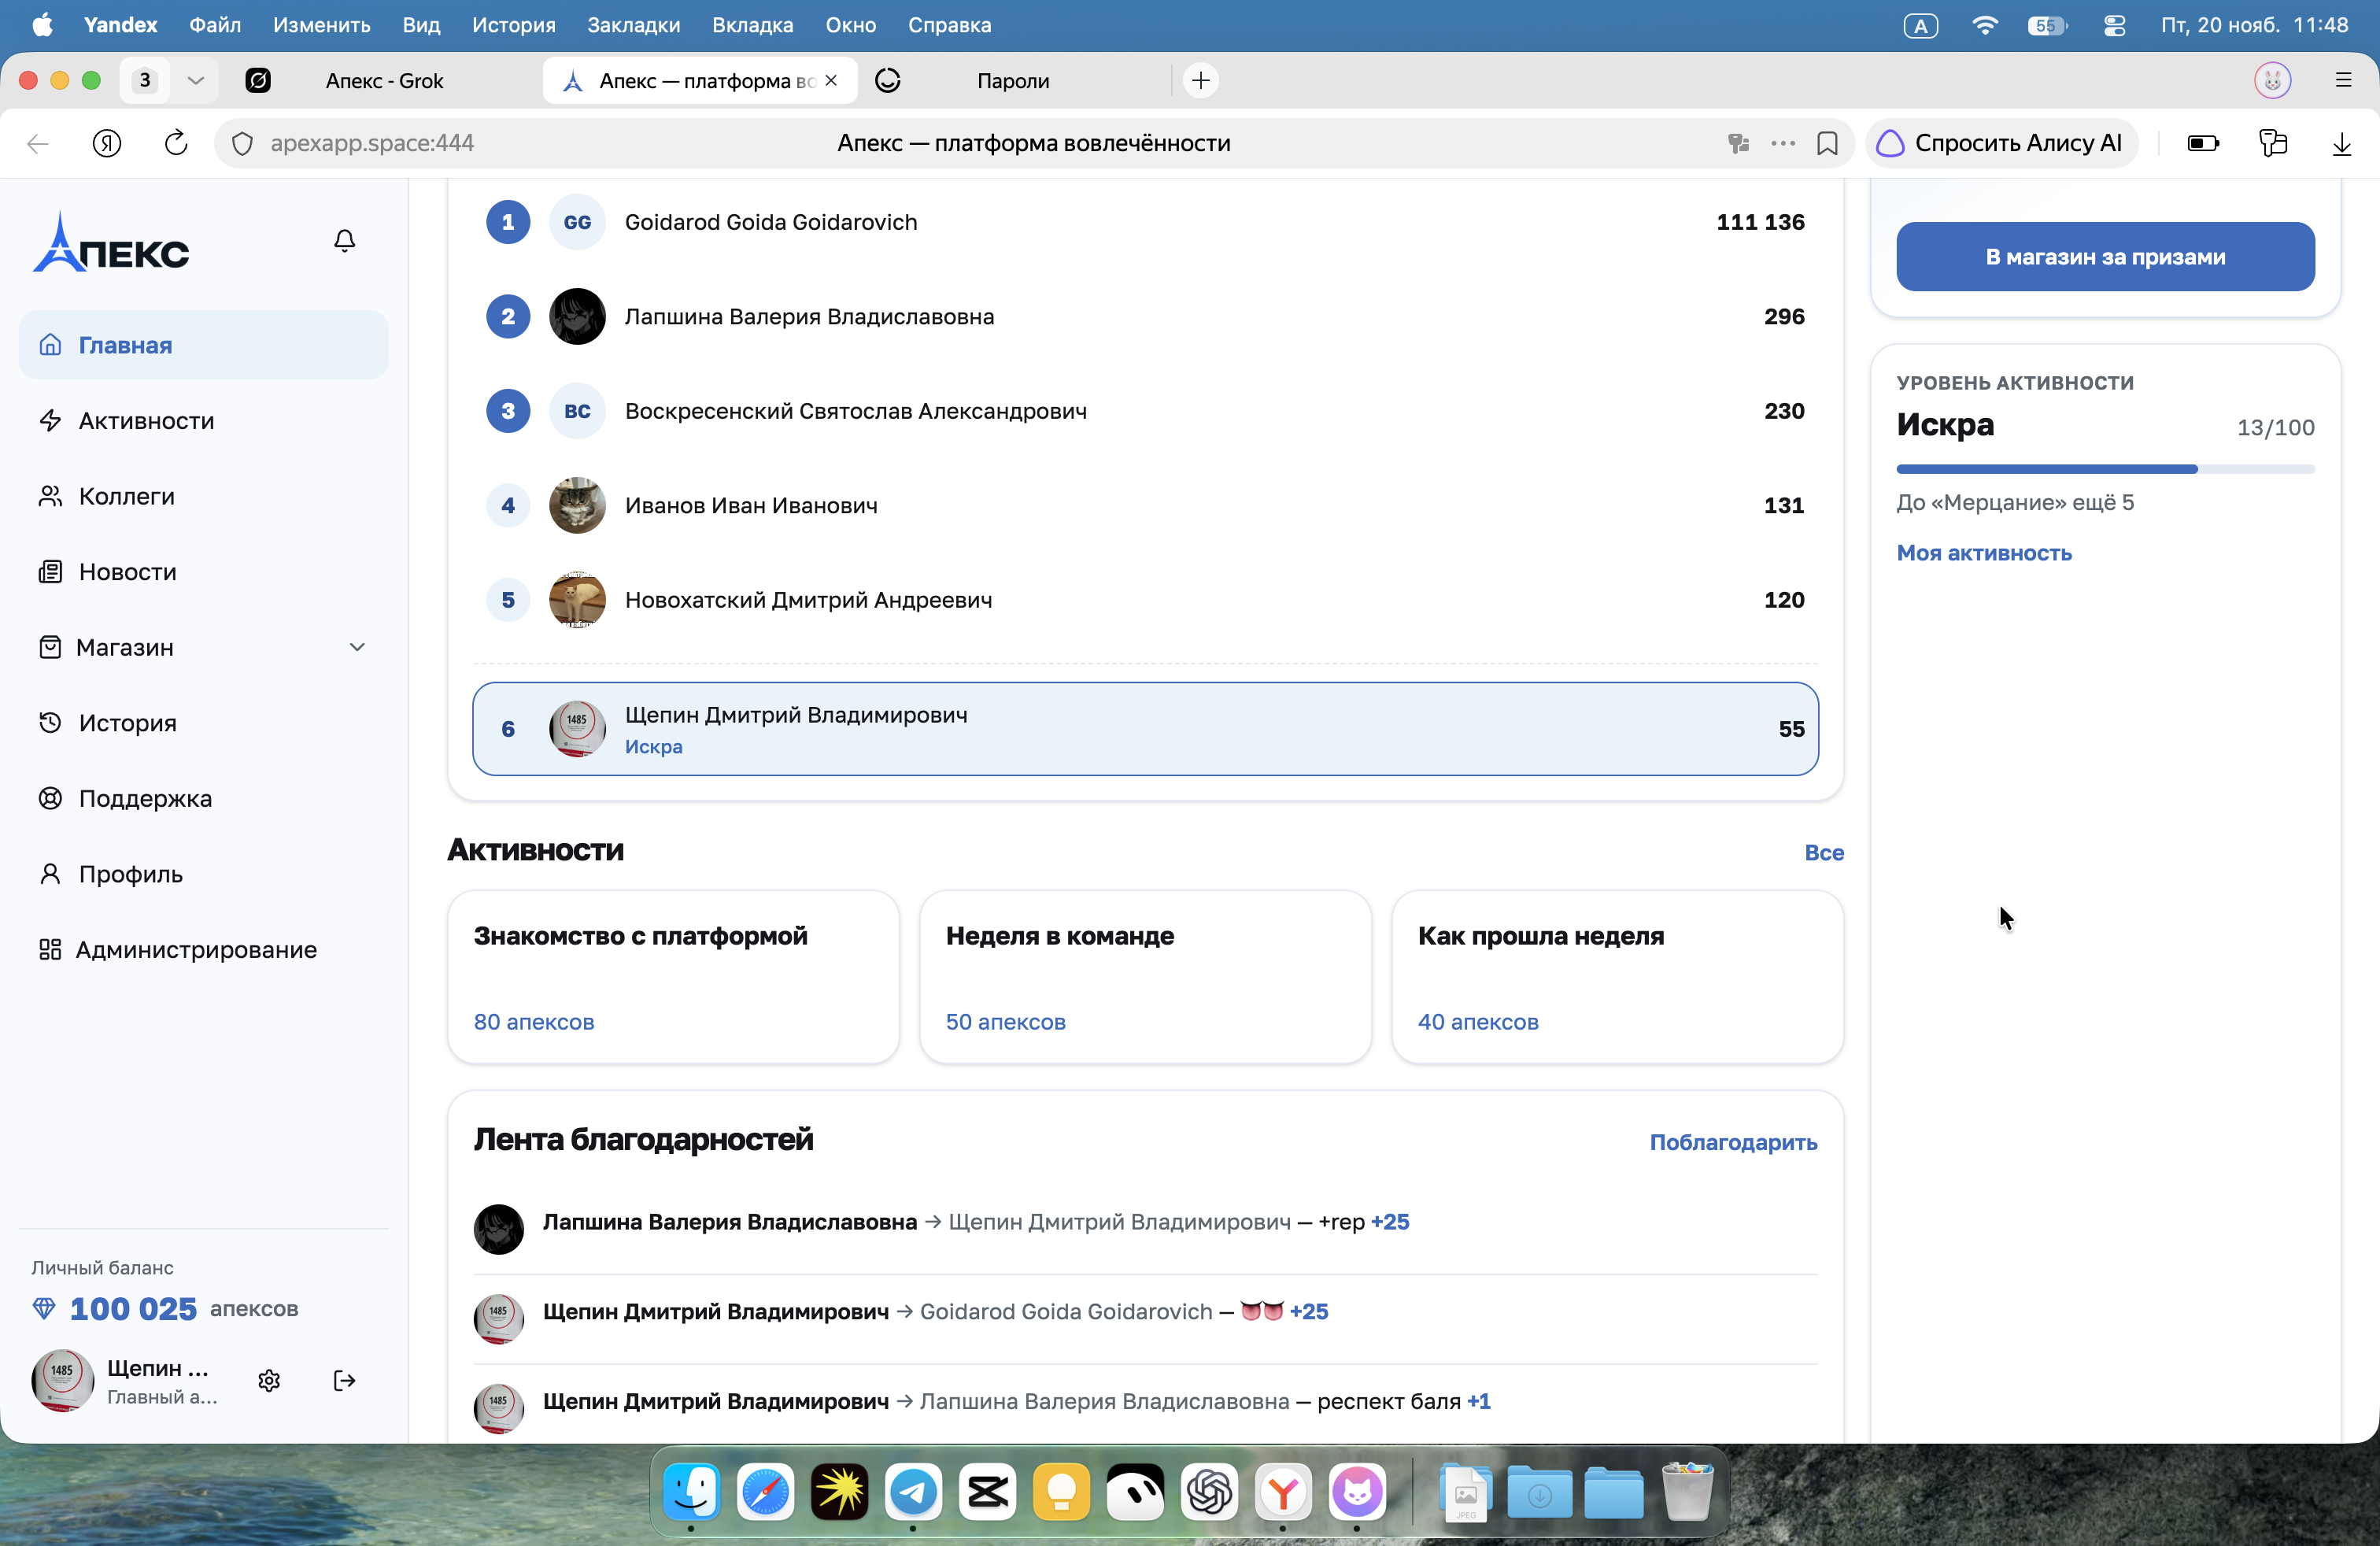 Yandex Файл Изменить Вид История Закладки Вкладка Окно Справка A 55 Пт, 20 нояб. 11:48
3 Апекс - Grok Апекс — платформа во Пароли
apexapp.space:444 Апекс — платформа вовлечённости Спросить Алису AI
Апекс
Главная
Активности
Коллеги
Новости
Магазин
История
Поддержка
Профиль
Администрирование
Личный баланс
100 025 апексов
1485
Щепин ...
Главный а...
1 GG Goidarod Goida Goidarovich 111 136
2 Лапшина Валерия Владиславовна 296
3 ВС Воскресенский Святослав Александрович 230
4 Иванов Иван Иванович 131
5 Новохатский Дмитрий Андреевич 120
6 1485 Щепин Дмитрий Владимирович 55
Искра
Активности Все
Знакомство с платформой
80 апексов
Неделя в команде
50 апексов
Как прошла неделя
40 апексов
Лента благодарностей Поблагодарить
Лапшина Валерия Владиславовна → Щепин Дмитрий Владимирович — +rep +25
1485 Щепин Дмитрий Владимирович → Goidarod Goida Goidarovich — 👅👅 +25
1485 Щепин Дмитрий Владимирович → Лапшина Валерия Владиславовна — респект баля +1
В магазин за призами
УРОВЕНЬ АКТИВНОСТИ
Искра 13/100
До «Мерцание» ещё 5
Моя активность
JPEG